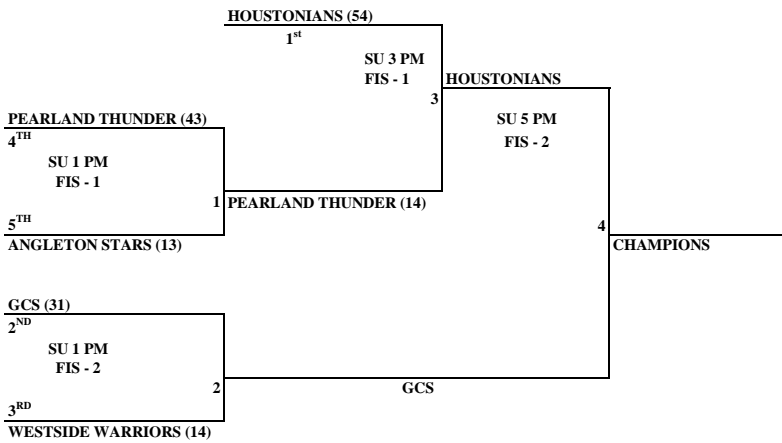 HOUSTONIANS (54)
1st
SU 3 PM
FIS - 1
HOUSTONIANS
3
SU 5 PM
FIS - 2
PEARLAND THUNDER (43)
4TH
SU 1 PM
FIS - 1
1
PEARLAND THUNDER (14)
5TH
ANGLETON STARS (13)
4
CHAMPIONS
GCS (31)
2ND
SU 1 PM
FIS - 2
2
GCS
3RD
WESTSIDE WARRIORS (14)